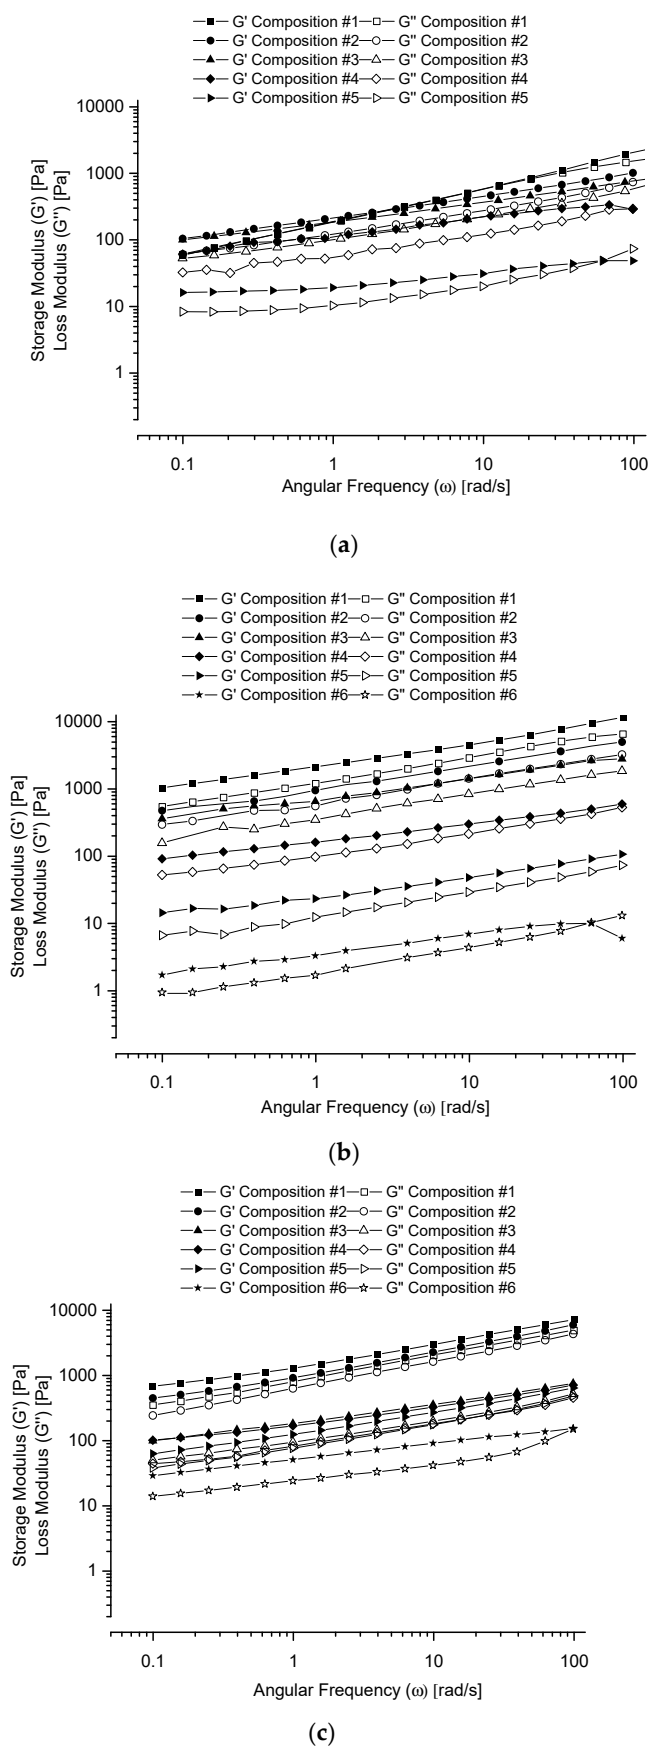 G' Composition #1 G" Composition #1
G' Composition #2 G" Composition #2
G' Composition #3 G" Composition #3
G' Composition #4 G" Composition #4
G' Composition #5 G" Composition #5
Storage Modulus (G') [Pa]
Loss Modulus (G") [Pa]
10000
1000
100
10
1
0.1 1 10 100
Angular Frequency (ω) [rad/s]
(a)
G' Composition #1 G" Composition #1
G' Composition #2 G" Composition #2
G' Composition #3 G" Composition #3
G' Composition #4 G" Composition #4
G' Composition #5 G" Composition #5
G' Composition #6 G" Composition #6
Storage Modulus (G') [Pa]
Loss Modulus (G") [Pa]
10000
1000
100
10
1
0.1 1 10 100
Angular Frequency (ω) [rad/s]
(b)
G' Composition #1 G" Composition #1
G' Composition #2 G" Composition #2
G' Composition #3 G" Composition #3
G' Composition #4 G" Composition #4
G' Composition #5 G" Composition #5
G' Composition #6 G" Composition #6
Storage Modulus (G') [Pa]
Loss Modulus (G") [Pa]
10000
1000
100
10
1
0.1 1 10 100
Angular Frequency (ω) [rad/s]
(c)